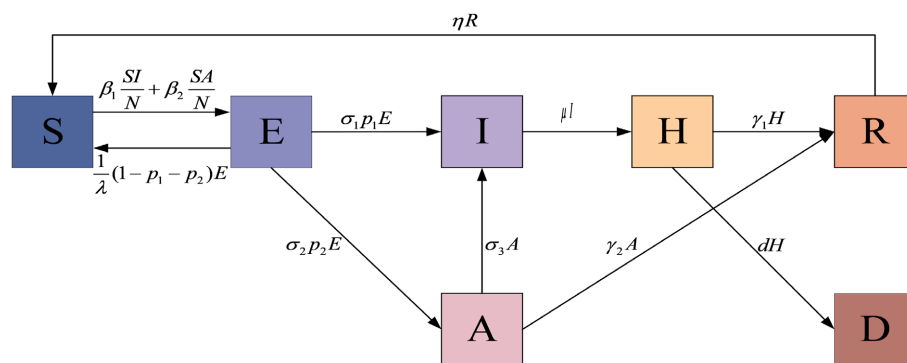 ηR
β₁ SI/N + β₂ SA/N
S
E
σ₁p₁E
I
μI
H
γ₁H
R
1/λ (1−p₁−p₂)E
σ₂p₂E
σ₃A
γ₂A
dH
A
D